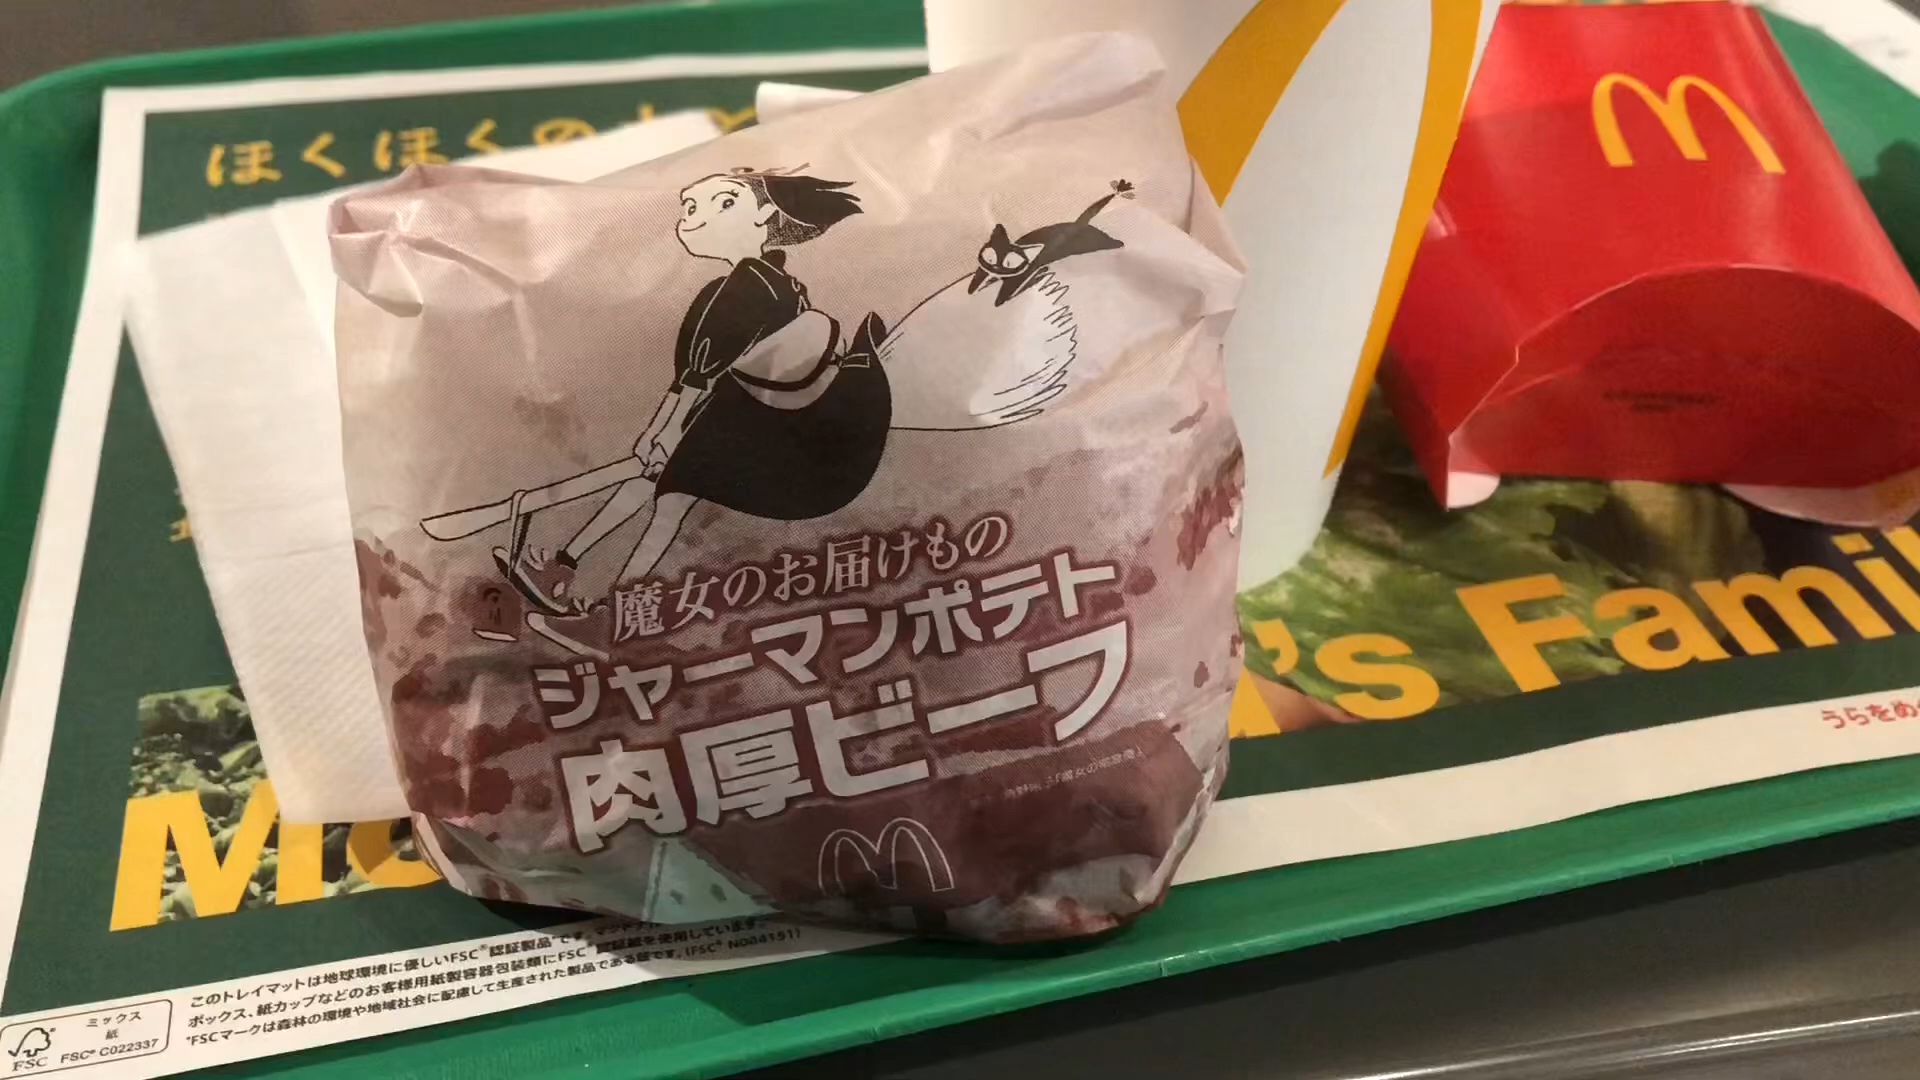 ほくほくの
魔女のお届けもの
ジャーマンポテト
肉厚ビーフ
's Famil
うらをめ
このトレイマットは地球環境に優しいFSC®認証製品です。
ボックス、紙カップなどのお客様用紙製容器包装類にFSC®認証紙を使用しています。(FSC® N004191)
*FSCマークは森林の環境や地域社会に配慮して生産された製品である証です。
ミックス
紙
FSC
FSC® C022337